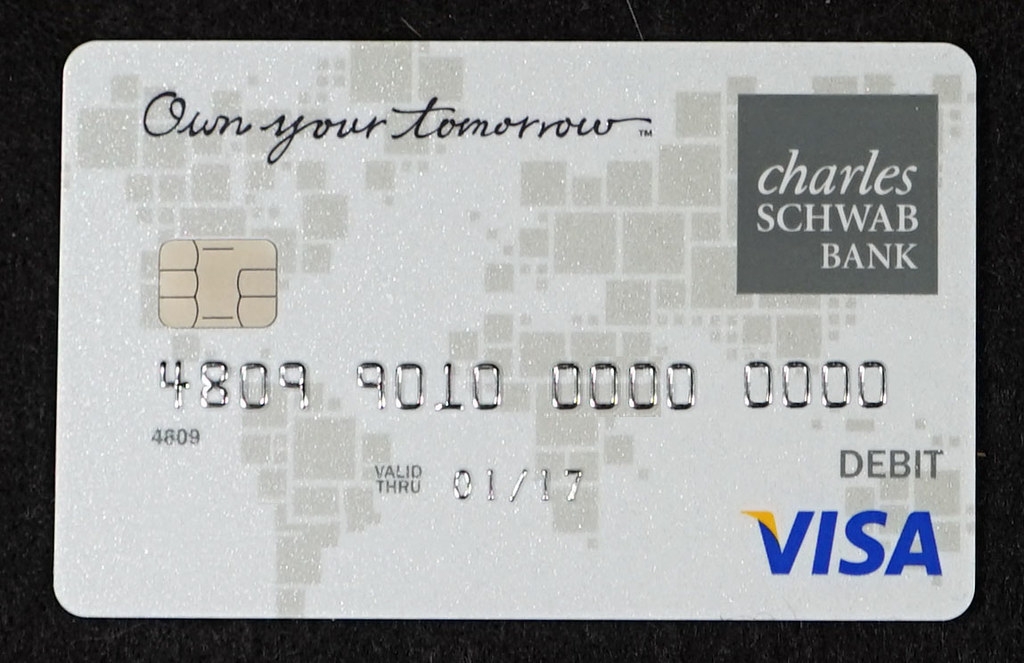 Own your tomorrow™
charles
SCHWAB
BANK
4809 9010 0000 0000
4809
VALID
THRU 01/17
DEBIT
VISA